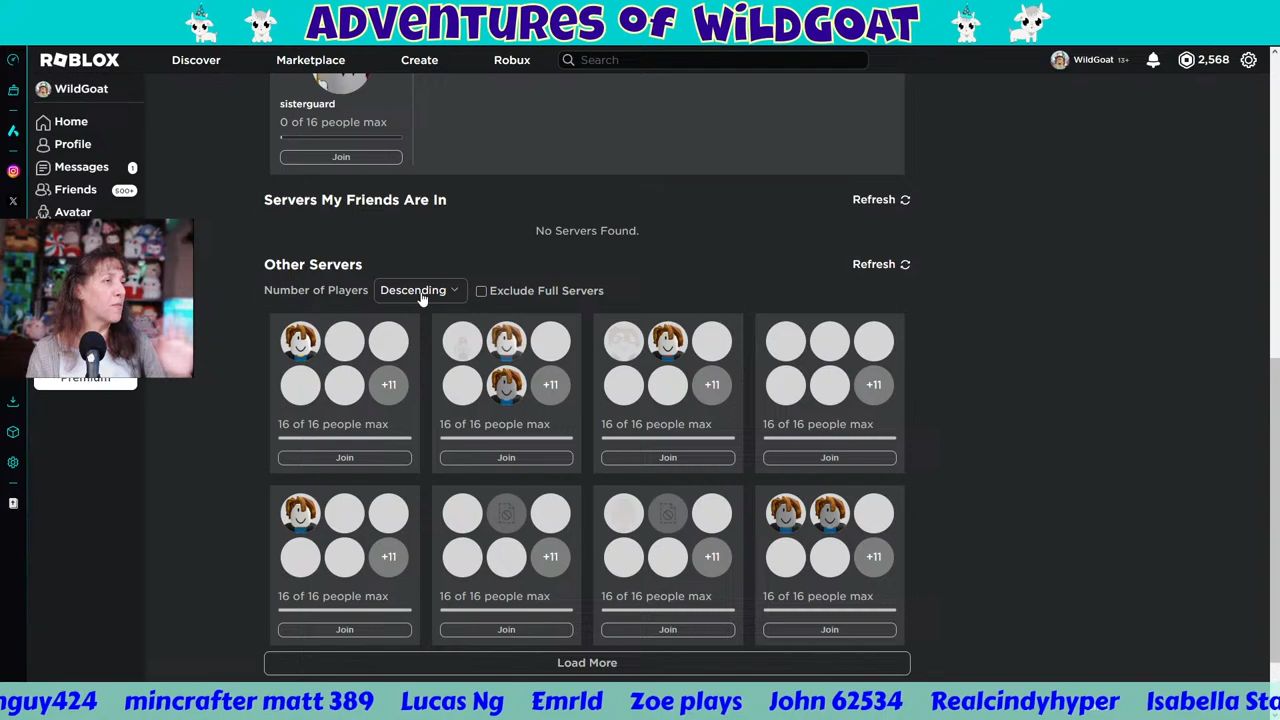 ADVENTURES OF WILDGOAT
ROBLOX
Discover
Marketplace
Create
Robux
Search
WildGoat 13+
2,568
WildGoat
Home
Profile
Messages 1
Friends 500+
Avatar
sisterguard
0 of 16 people max
Join
Servers My Friends Are In
Refresh
No Servers Found.
Other Servers
Refresh
Number of Players Descending Exclude Full Servers
+11 +11 +11 +11
16 of 16 people max 16 of 16 people max 16 of 16 people max 16 of 16 people max
Join Join Join Join
+11 +11 +11 +11
16 of 16 people max 16 of 16 people max 16 of 16 people max 16 of 16 people max
Join Join Join Join
Load More
nguy424 mincrafter matt 389 Lucas Ng Emrld Zoe plays John 62534 Realcindyhyper Isabella